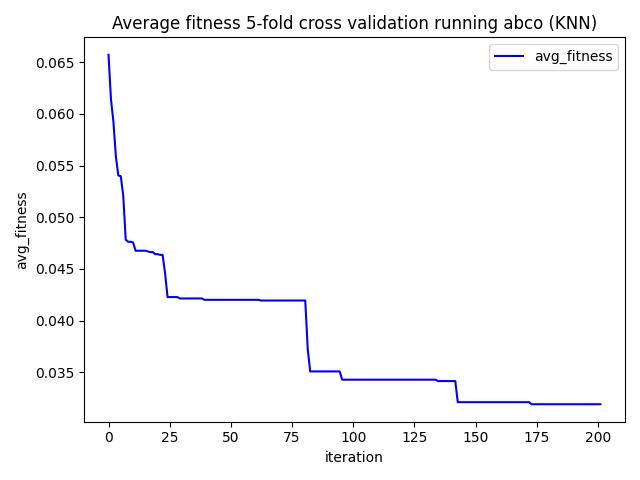 Average fitness 5-fold cross validation running abco (KNN)
avg_fitness
0.065
0.060
0.055
0.050
0.045
0.040
0.035
avg_fitness
0 25 50 75 100 125 150 175 200
iteration